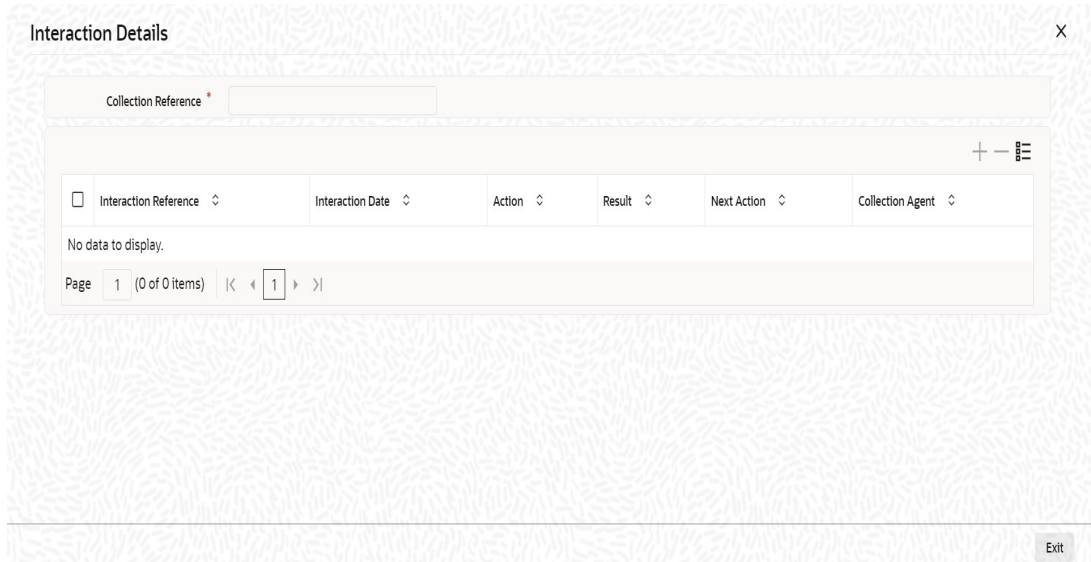 Interaction Details
X
Collection Reference *
Interaction Reference Interaction Date Action Result Next Action Collection Agent
No data to display.
Page 1 (0 of 0 items) 1
Exit